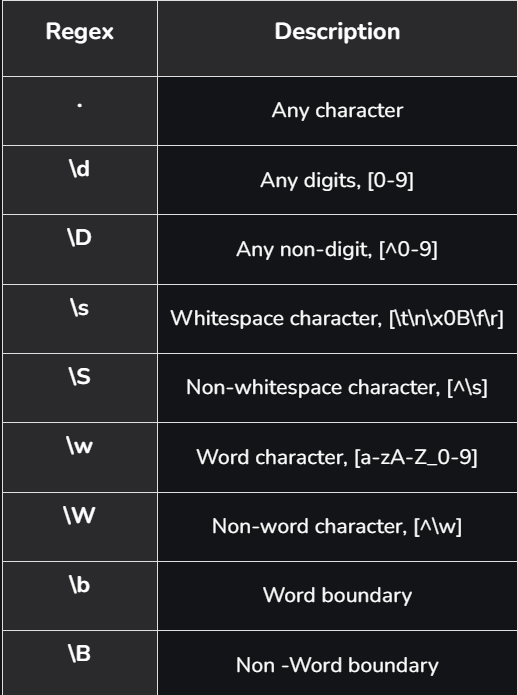 Regex Description
. Any character
\d Any digits, [0-9]
\D Any non-digit, [^0-9]
\s Whitespace character, [\t\n\x0B\f\r]
\S Non-whitespace character, [^\s]
\w Word character, [a-zA-Z_0-9]
\W Non-word character, [^\w]
\b Word boundary
\B Non -Word boundary